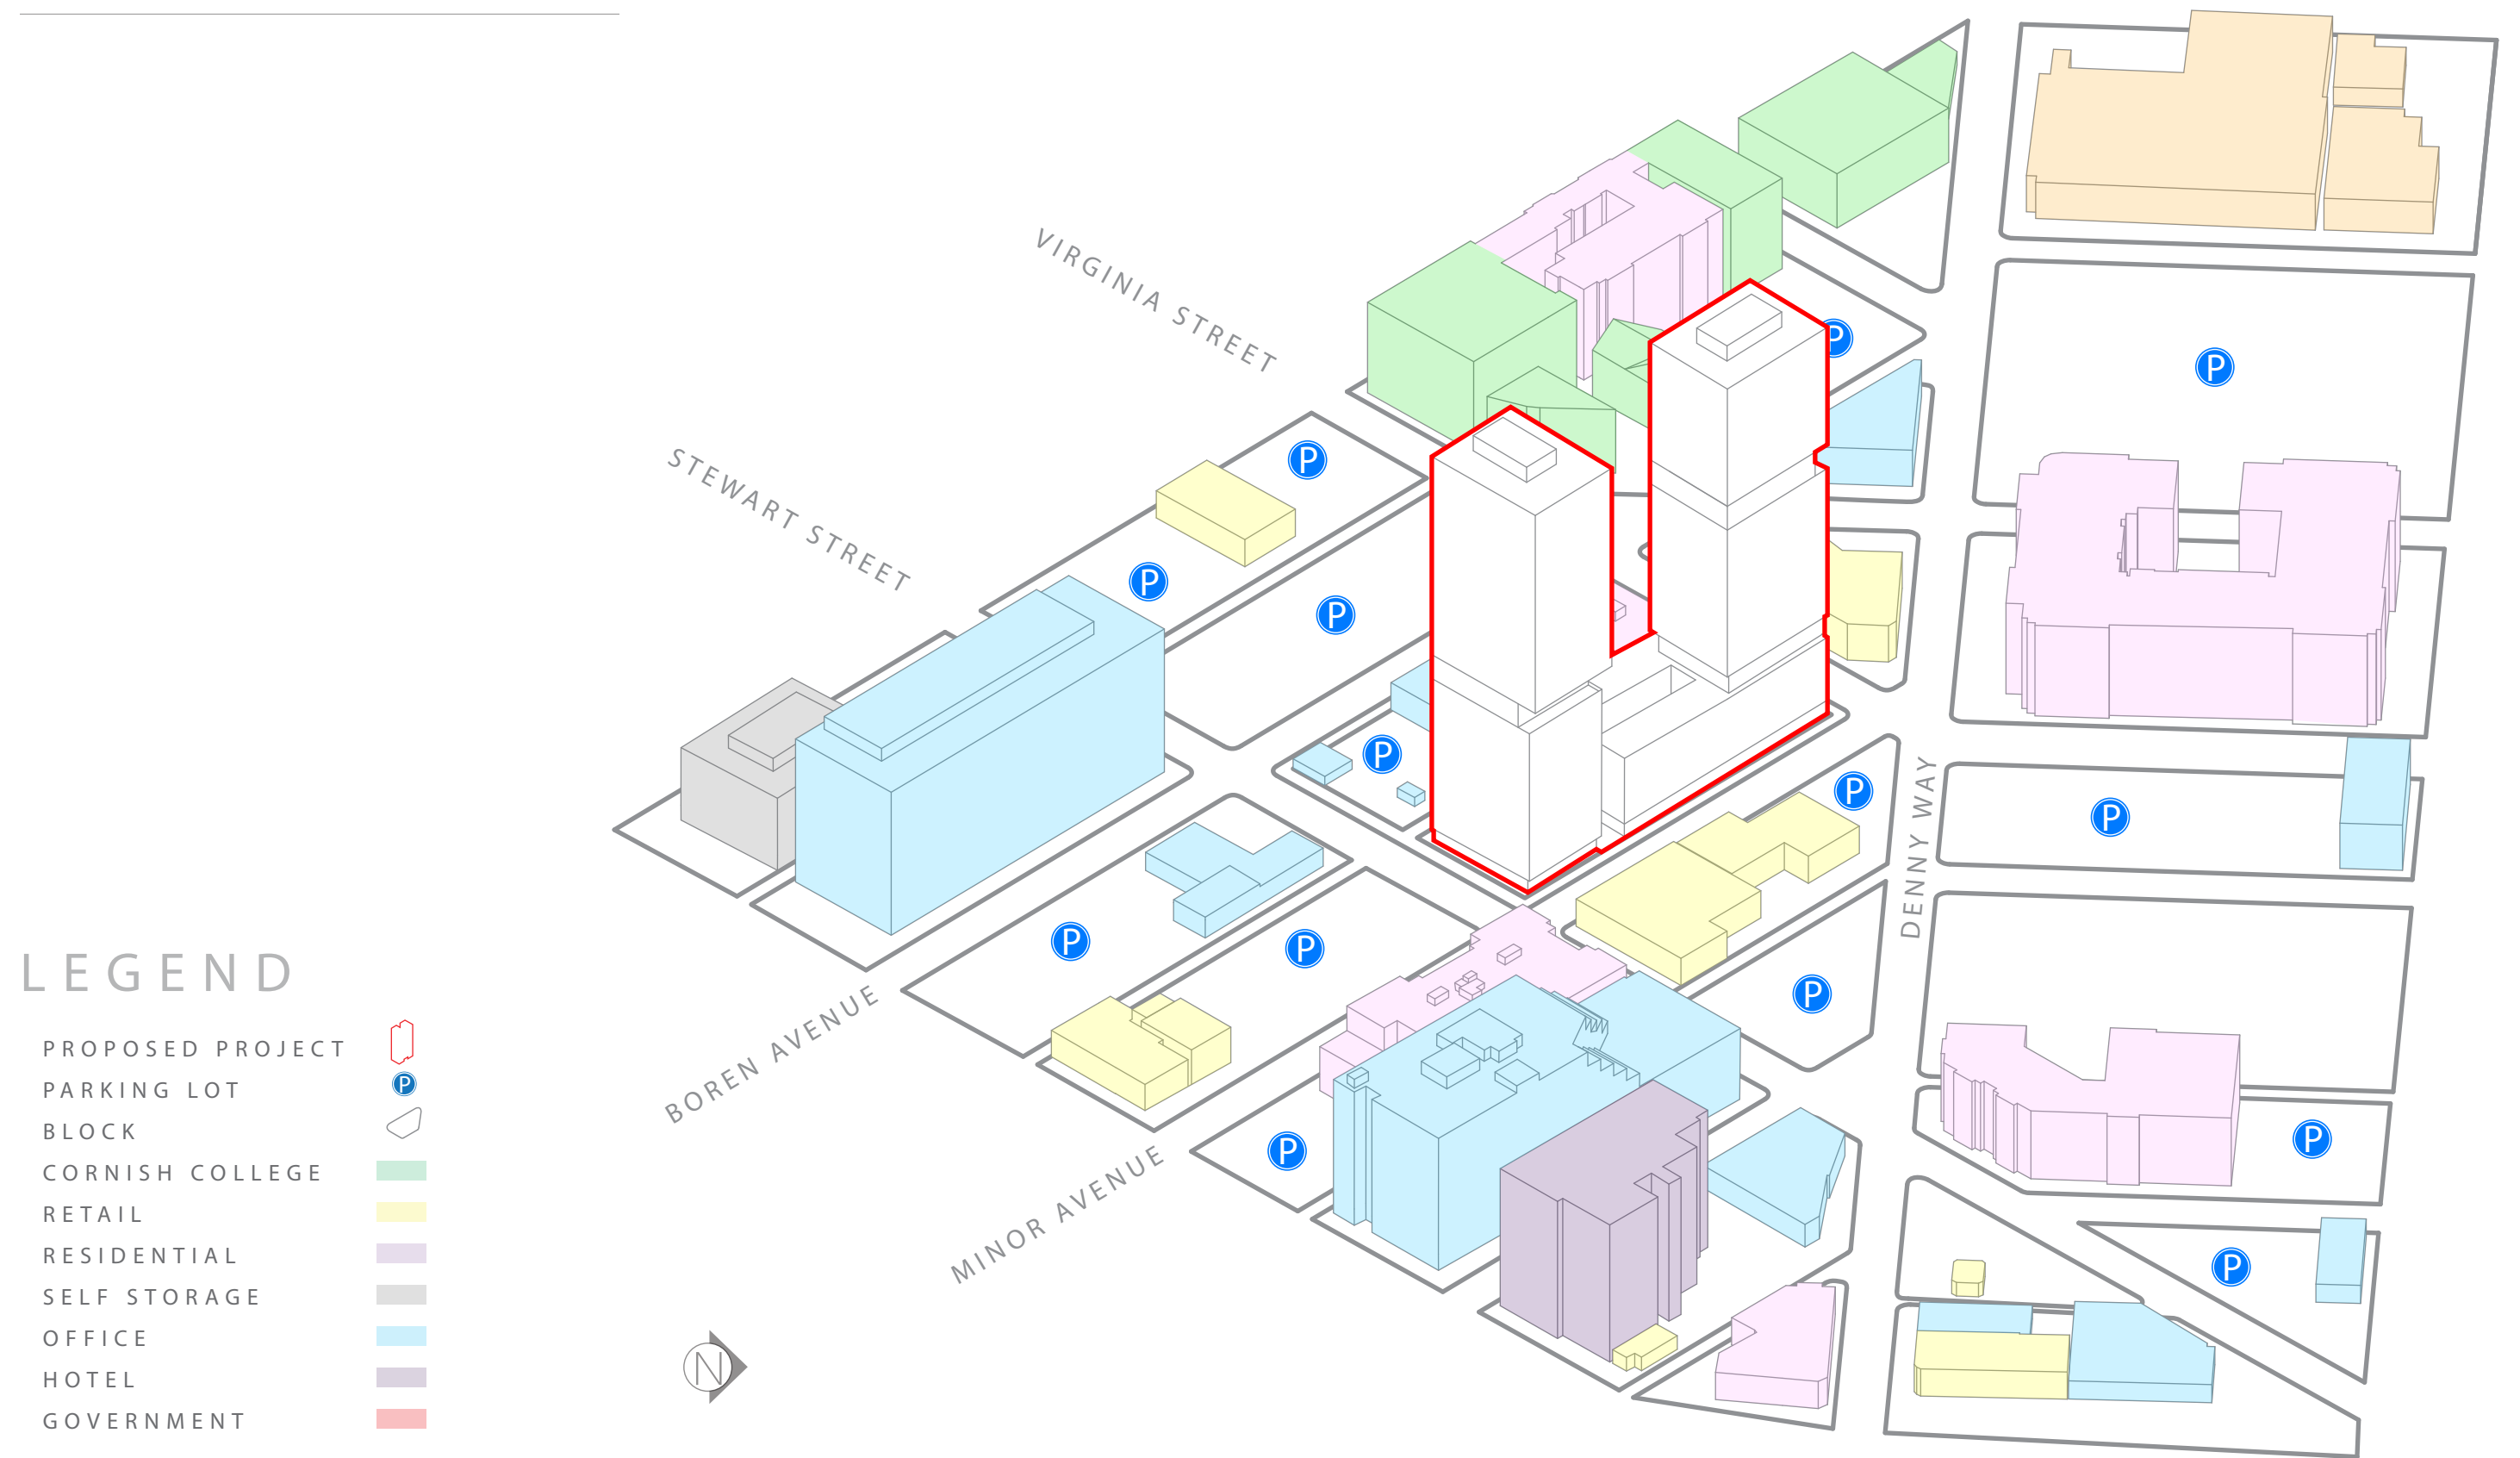 VIRGINIA STREET
STEWART STREET
P
P
P
P
P
P
P
P
DENNY WAY
P
P
P
P
P
P
P
BOREN AVENUE
MINOR AVENUE
LEGEND
PROPOSED PROJECT
PARKING LOT P
BLOCK
CORNISH COLLEGE
RETAIL
RESIDENTIAL
SELF STORAGE
OFFICE
HOTEL
GOVERNMENT
N